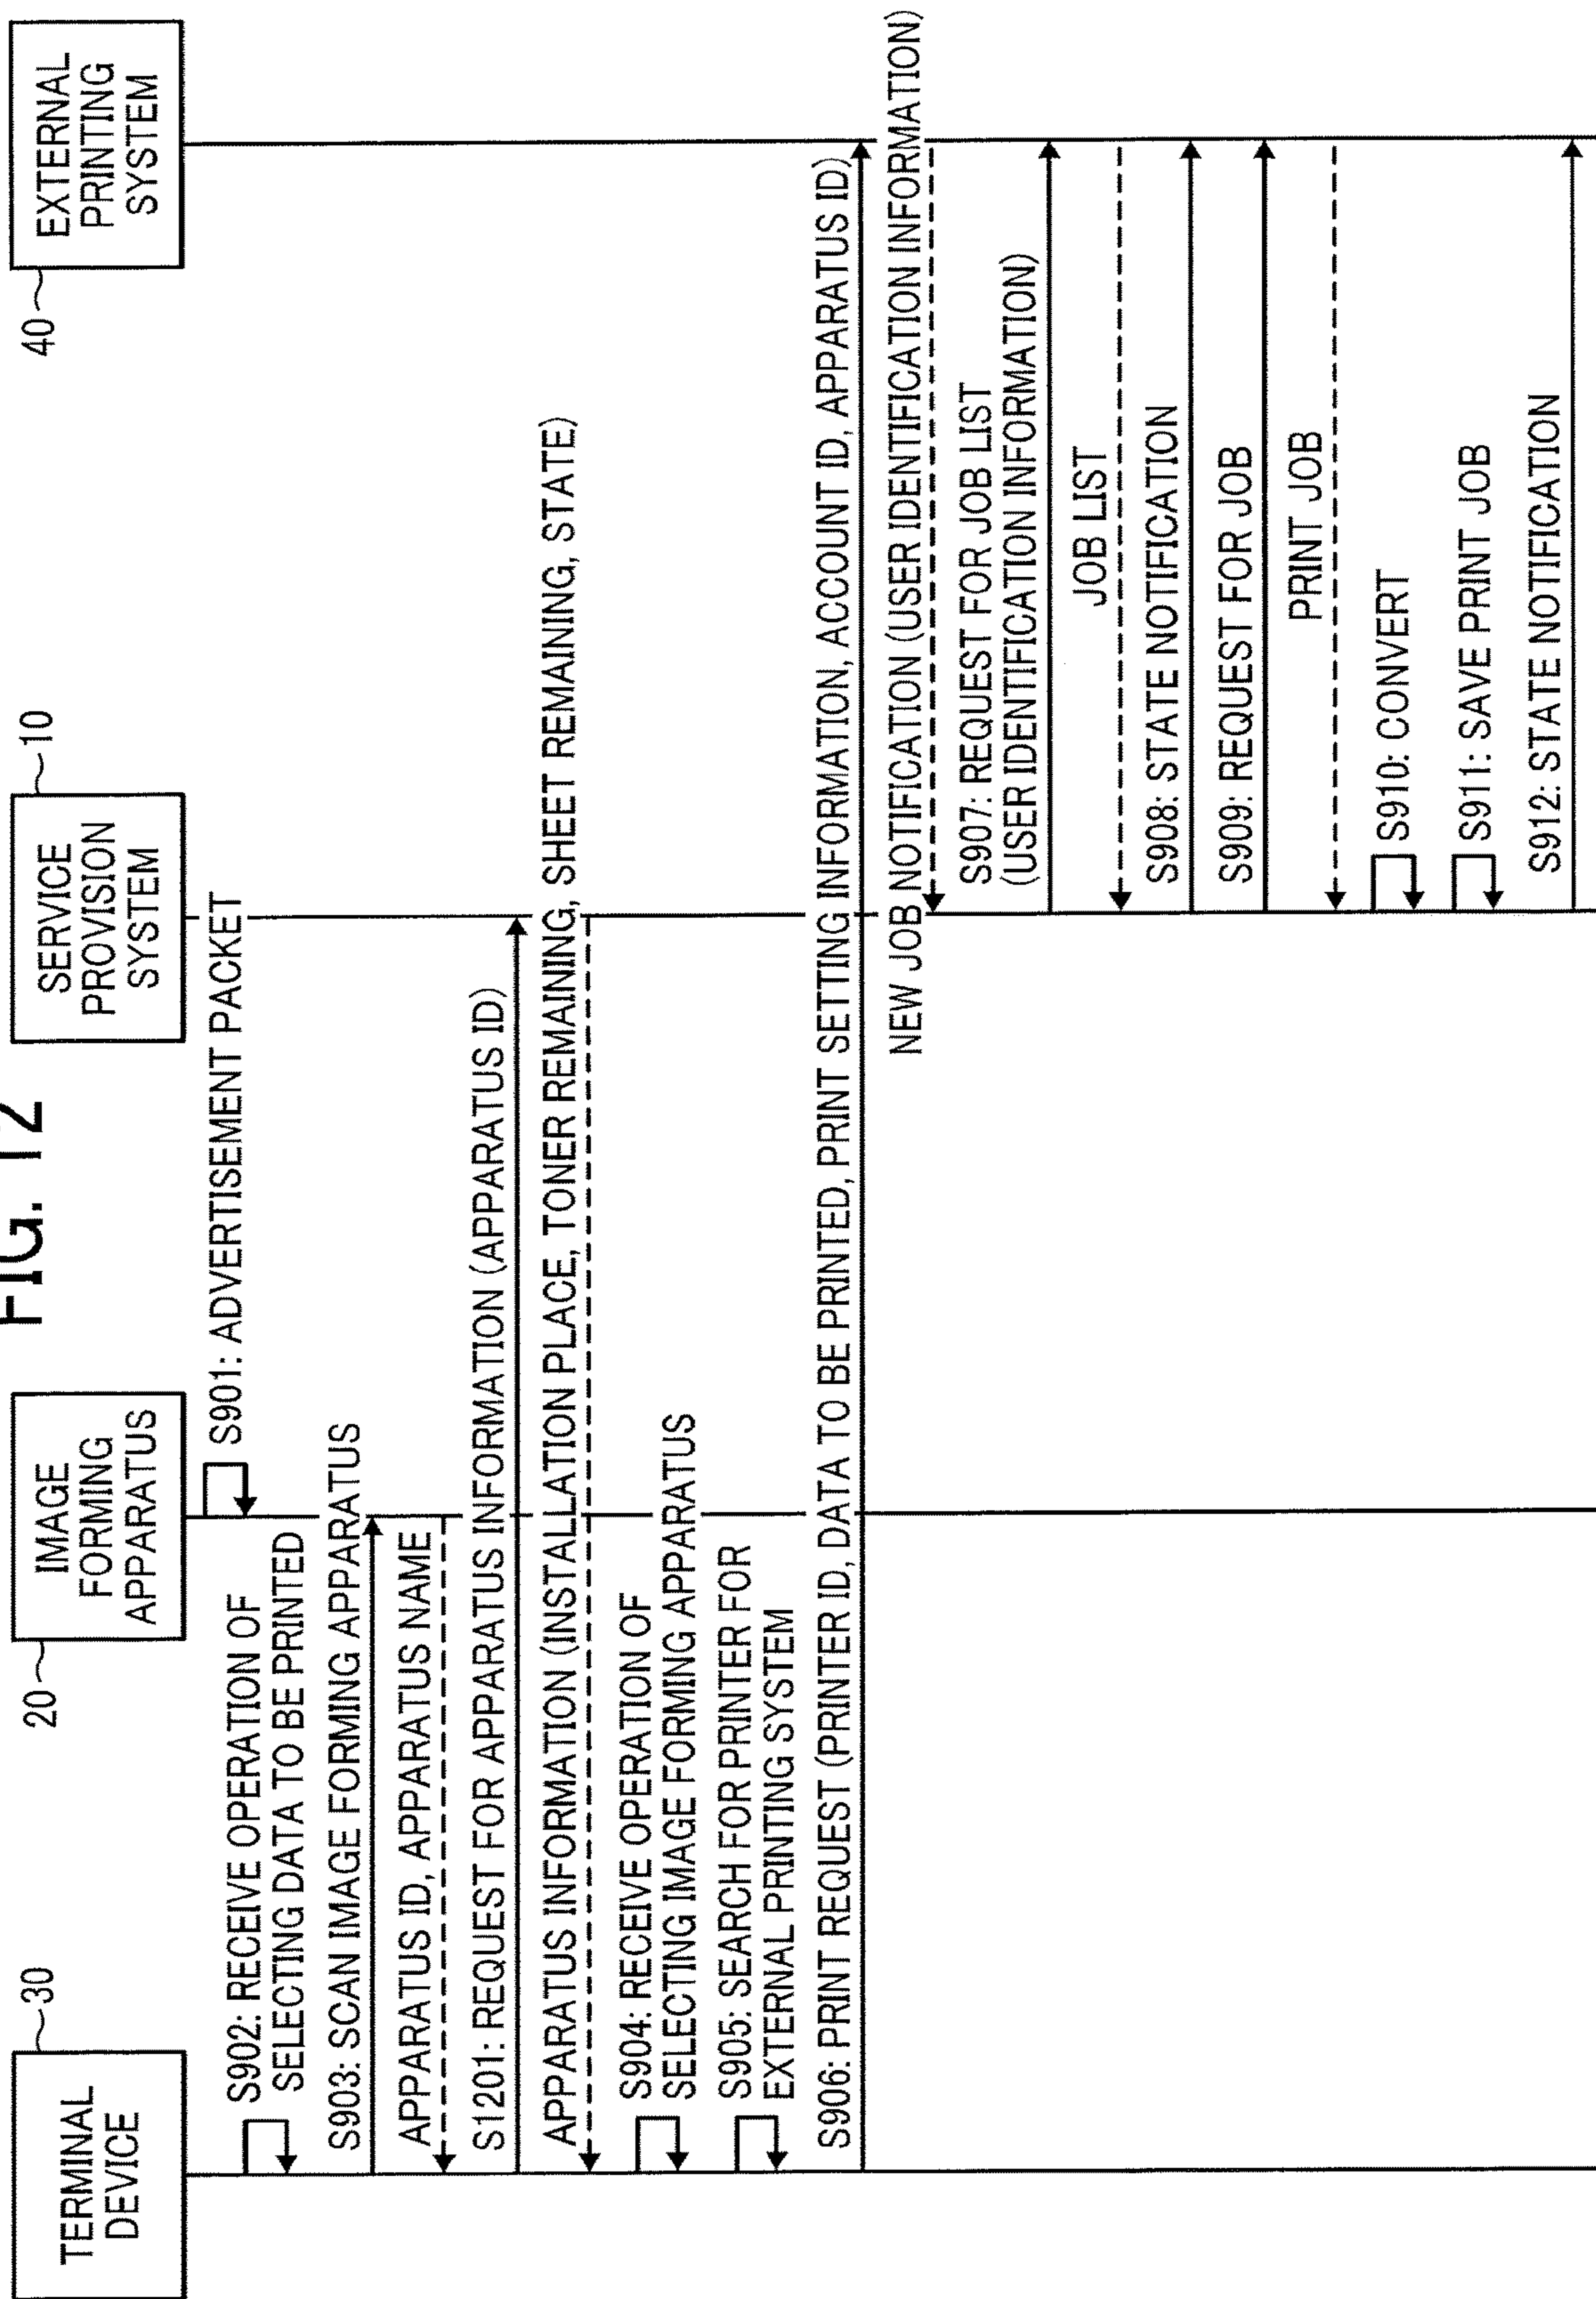 FIG. 12
TERMINAL
DEVICE
30
IMAGE
FORMING
APPARATUS
20
SERVICE
PROVISION
SYSTEM
10
EXTERNAL
PRINTING
SYSTEM
40
S901: ADVERTISEMENT PACKET
S902: RECEIVE OPERATION OF
SELECTING DATA TO BE PRINTED
S903: SCAN IMAGE FORMING APPARATUS
APPARATUS ID, APPARATUS NAME
S1201: REQUEST FOR APPARATUS INFORMATION (APPARATUS ID)
APPARATUS INFORMATION (INSTALLATION PLACE, TONER REMAINING, SHEET REMAINING, STATE)
S904: RECEIVE OPERATION OF
SELECTING IMAGE FORMING APPARATUS
S905: SEARCH FOR PRINTER FOR
EXTERNAL PRINTING SYSTEM
S906: PRINT REQUEST (PRINTER ID, DATA TO BE PRINTED, PRINT SETTING INFORMATION, ACCOUNT ID, APPARATUS ID)
NEW JOB NOTIFICATION (USER IDENTIFICATION INFORMATION)
S907: REQUEST FOR JOB LIST
(USER IDENTIFICATION INFORMATION)
JOB LIST
S908: STATE NOTIFICATION
S909: REQUEST FOR JOB
PRINT JOB
S910: CONVERT
S911: SAVE PRINT JOB
S912: STATE NOTIFICATION